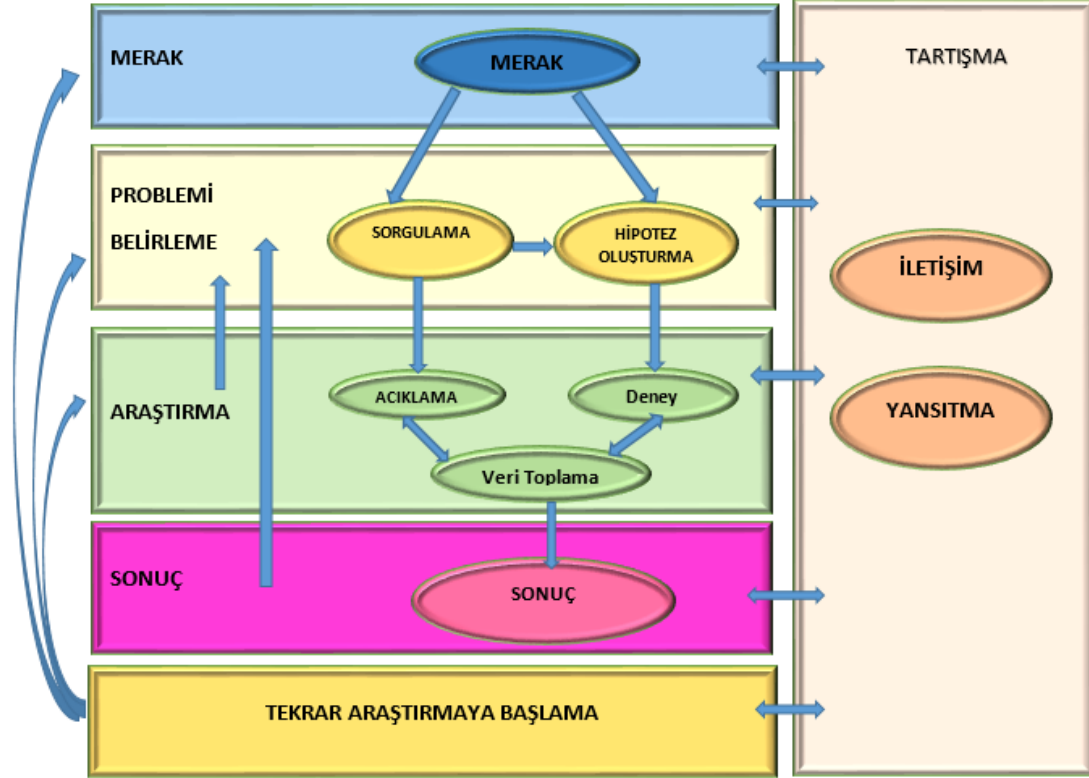 MERAK
MERAK
TARTIŞMA
PROBLEMİ
BELİRLEME
SORGULAMA
HİPOTEZ
OLUŞTURMA
İLETİŞİM
ARAŞTIRMA
ACIKLAMA
Deney
YANSITMA
Veri Toplama
SONUÇ
SONUÇ
TEKRAR ARAŞTIRMAYA BAŞLAMA